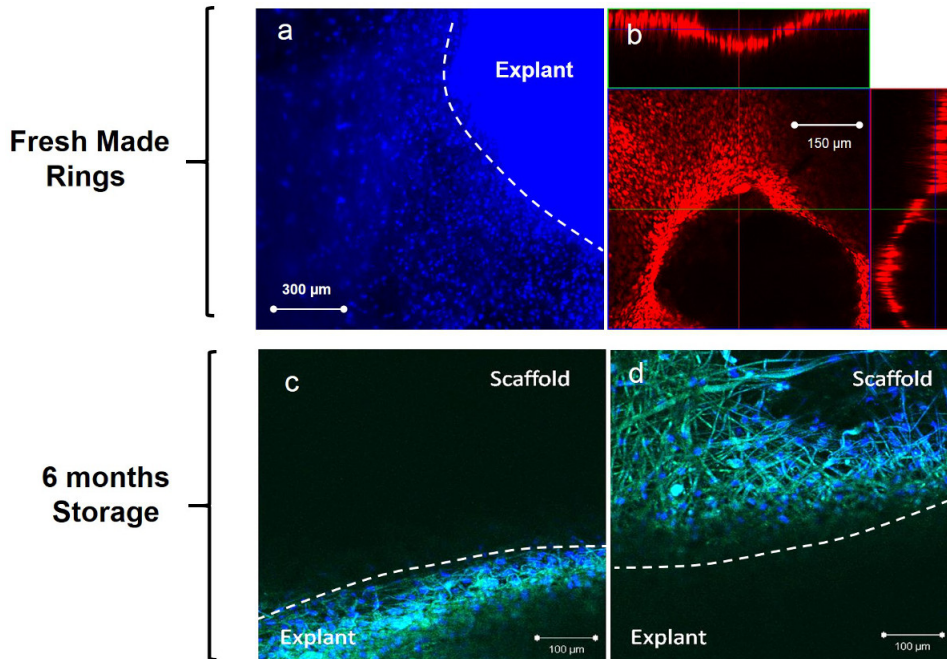 a
Explant
b
150 µm
Fresh Made
Rings
300 µm
c
Scaffold
d
Scaffold
6 months
Storage
Explant
100 µm
Explant
100 µm